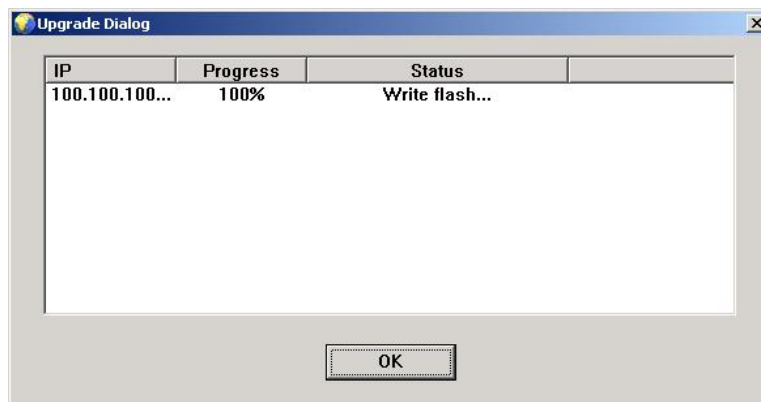 Upgrade Dialog
IP Progress Status
100.100.100... 100% Write flash...
OK